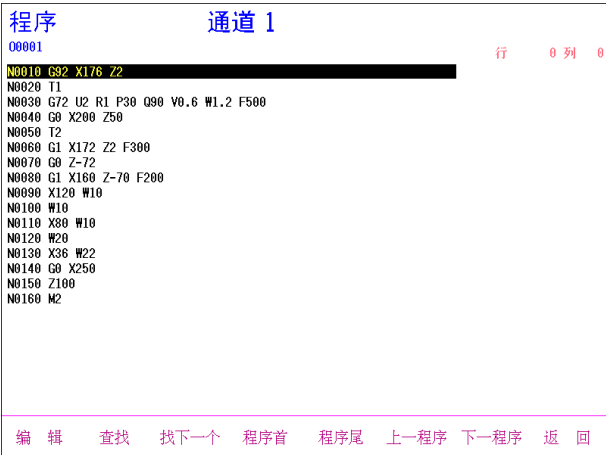 程序 通道 1
O0001
行 0 列 0
N0010 G92 X176 Z2
N0020 T1
N0030 G72 U2 R1 P30 Q90 V0.6 W1.2 F500
N0040 G0 X200 Z50
N0050 T2
N0060 G1 X172 Z2 F300
N0070 G0 Z-72
N0080 G1 X160 Z-70 F200
N0090 X120 W10
N0100 W10
N0110 X80 W10
N0120 W20
N0130 X36 W22
N0140 G0 X250
N0150 Z100
N0160 M2
编 辑 查找 找下一个 程序首 程序尾 上一程序 下一程序 返 回